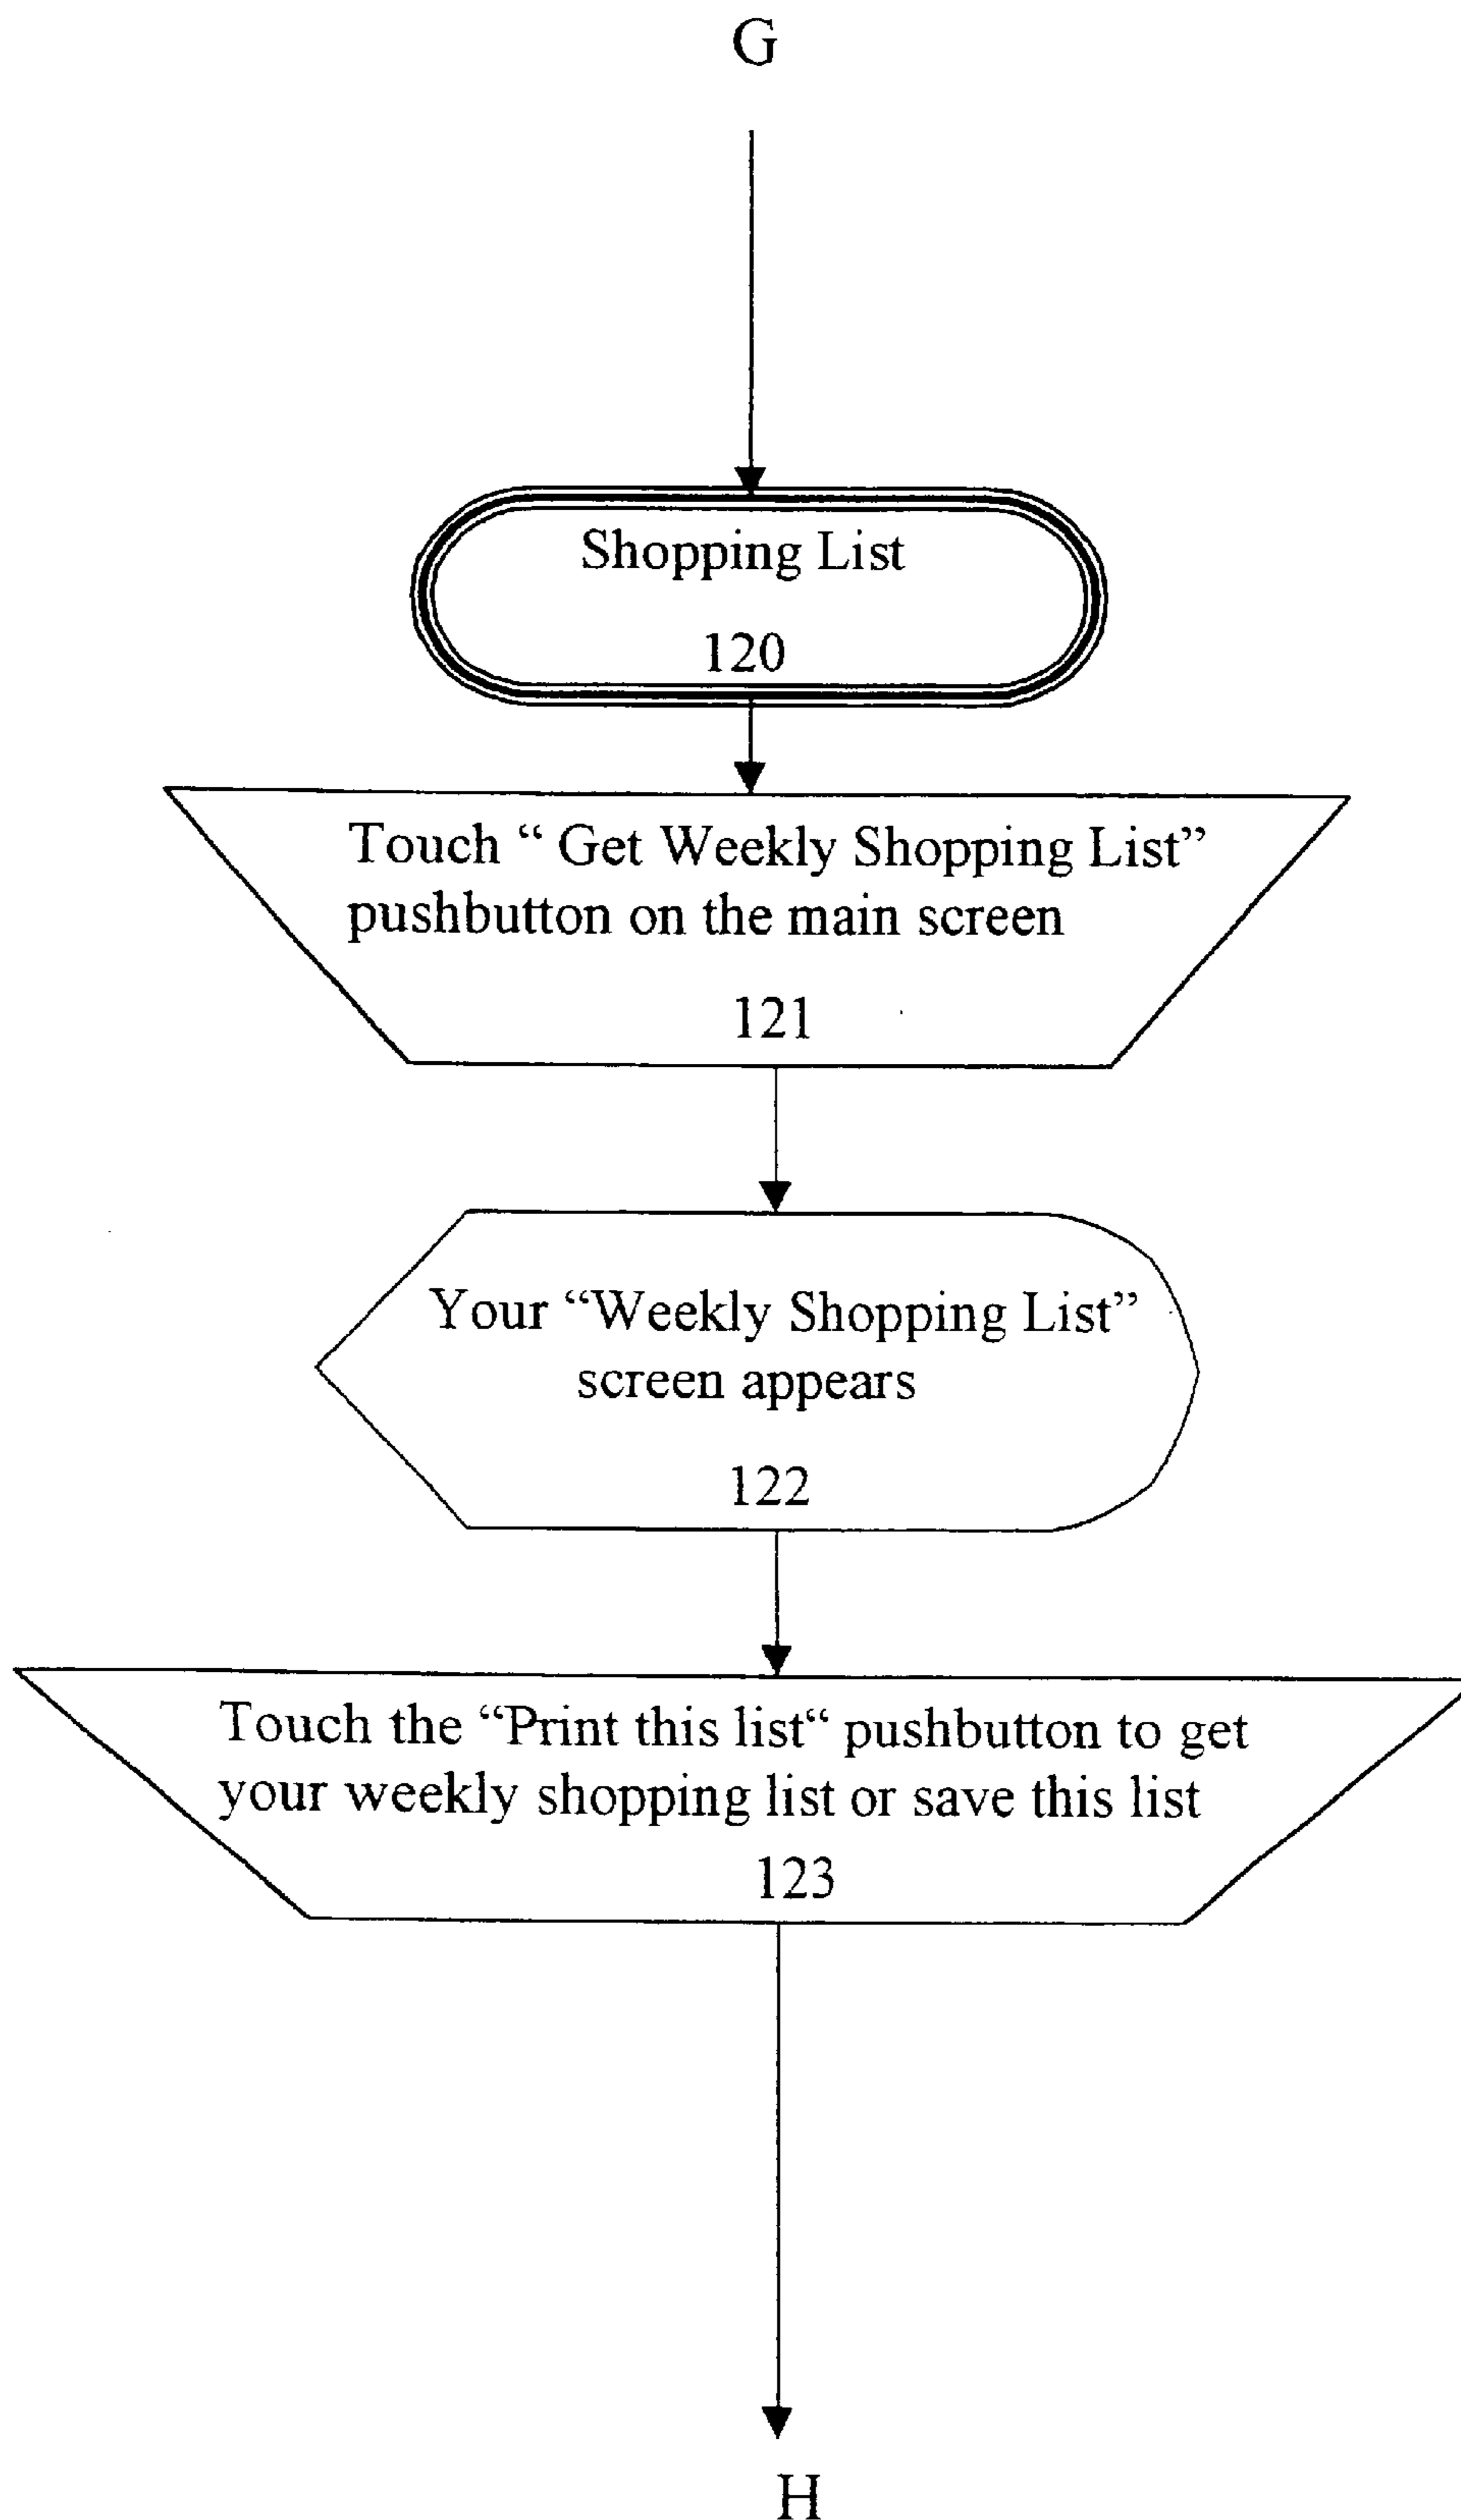 G
Shopping List
120
Touch “ Get Weekly Shopping List”
pushbutton on the main screen
121
Your “Weekly Shopping List”
screen appears
122
Touch the “Print this list“ pushbutton to get
your weekly shopping list or save this list
123
H